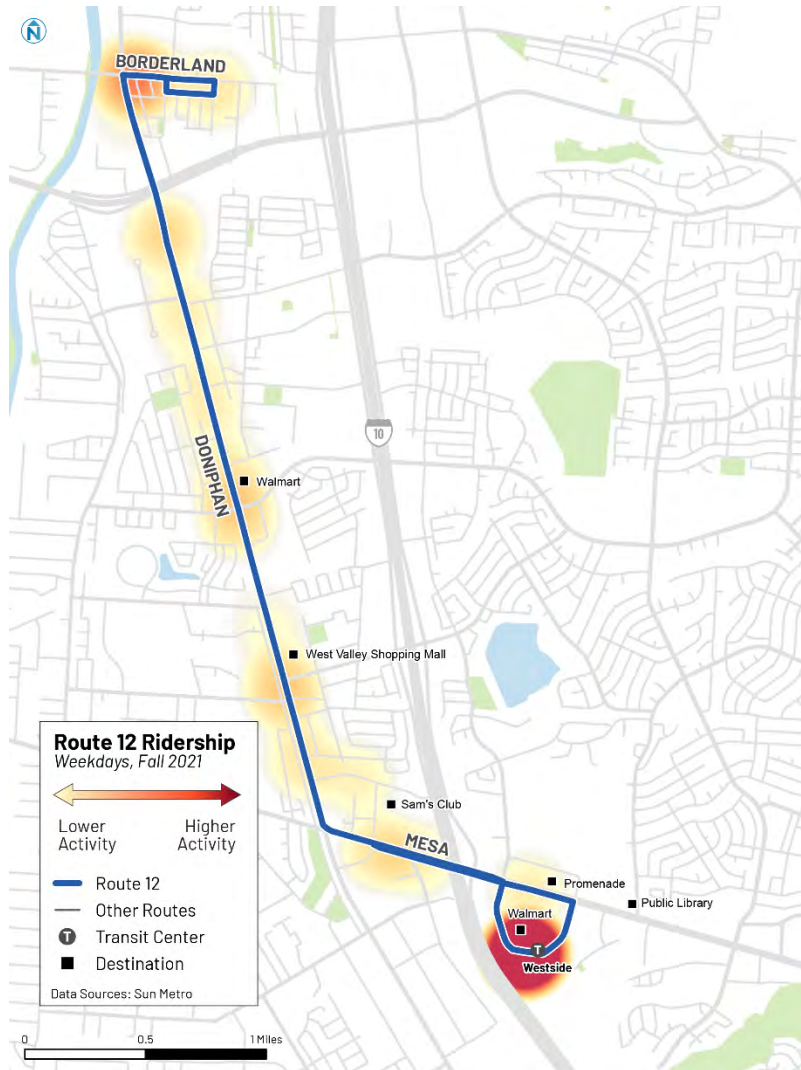 N
BORDERLAND
10
DONIPHAN
Walmart
West Valley Shopping Mall
Sam's Club
MESA
Promenade
Public Library
Walmart
T
Westside
Route 12 Ridership
Weekdays, Fall 2021
Lower Activity
Higher Activity
Route 12
Other Routes
T Transit Center
Destination
Data Sources: Sun Metro
0 0.5 1 Miles